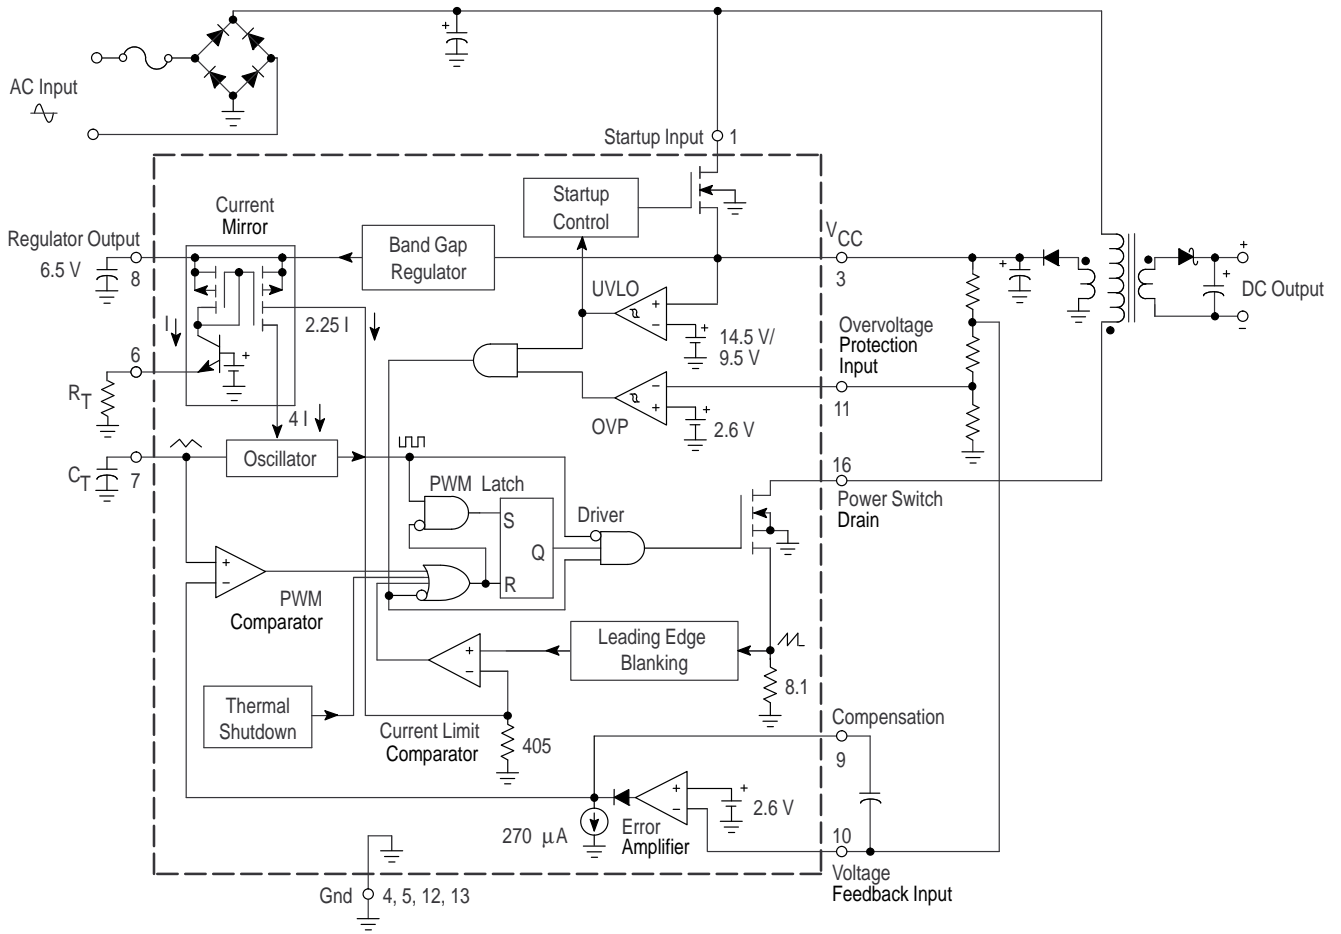 AC Input
Startup Input
1
Startup
Control
Current
Mirror
Regulator Output
6.5 V
8
Band Gap
Regulator
VCC
3
DC Output
+
−
UVLO
+
−
+
14.5 V/
9.5 V
I
2.25 I
6
RT
+
Overvoltage
Protection
Input
11
−
+
+
2.6 V
OVP
4 I
CT
7
Oscillator
16
Power Switch
Drain
PWM Latch
S
Q
R
Driver
+
−
PWM
Comparator
Leading Edge
Blanking
+
−
8.1
Thermal
Shutdown
Current Limit
Comparator
405
Compensation
9
+
−
+
2.6 V
270 µA
Error
Amplifier
10
Voltage
Feedback Input
Gnd
4, 5, 12, 13
+
+
+